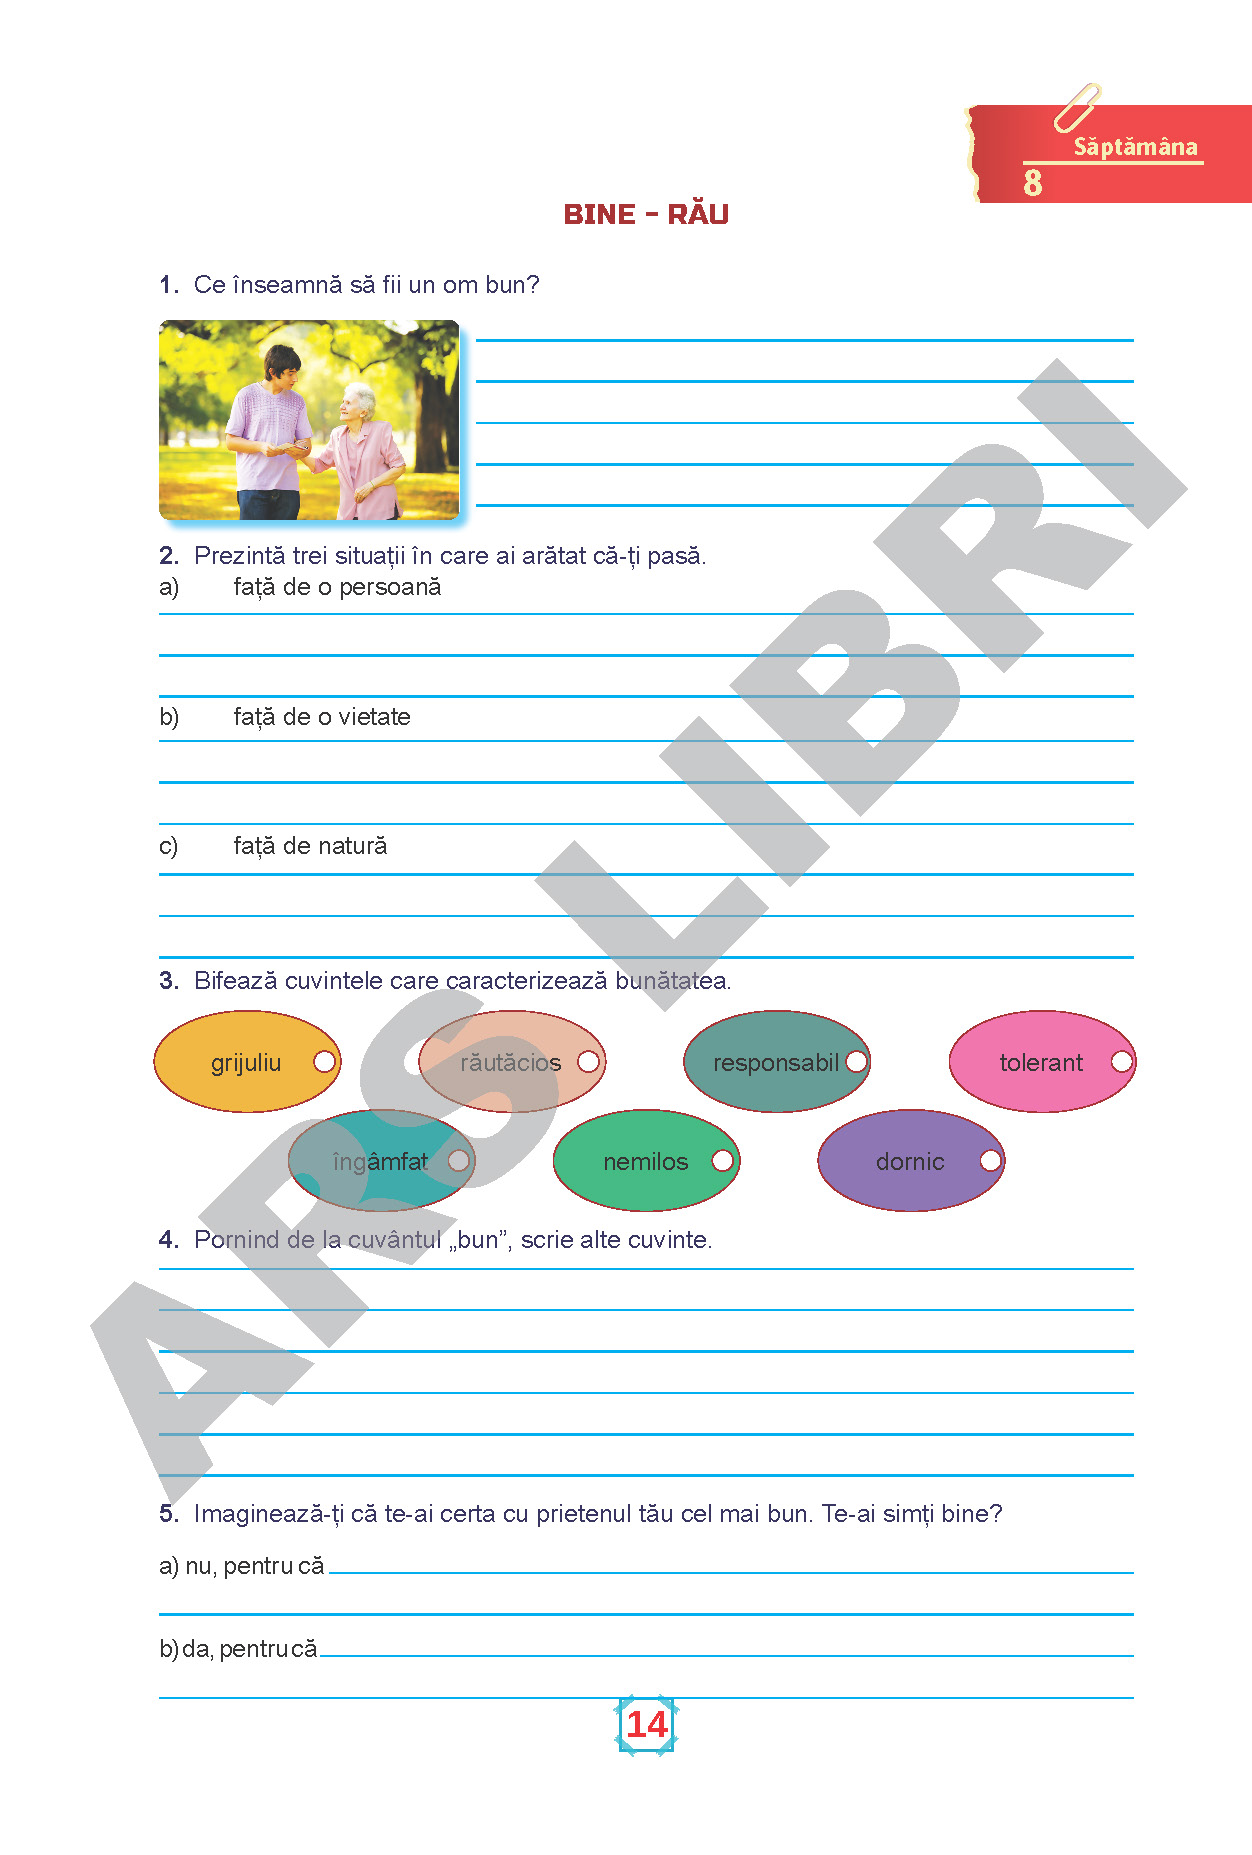 Săptămâna
8
BINE - RĂU
1. Ce înseamnă să fii un om bun?
2. Prezintă trei situații în care ai arătat că-ți pasă.
a) față de o persoană
b) față de o vietate
c) față de natură
3. Bifează cuvintele care caracterizează bunătatea.
grijuliu răutăcios responsabil tolerant
îngâmfat nemilos dornic
4. Pornind de la cuvântul „bun”, scrie alte cuvinte.
5. Imaginează-ți că te-ai certa cu prietenul tău cel mai bun. Te-ai simți bine?
a) nu, pentru că
b) da, pentru că
14
ARS LIBRI